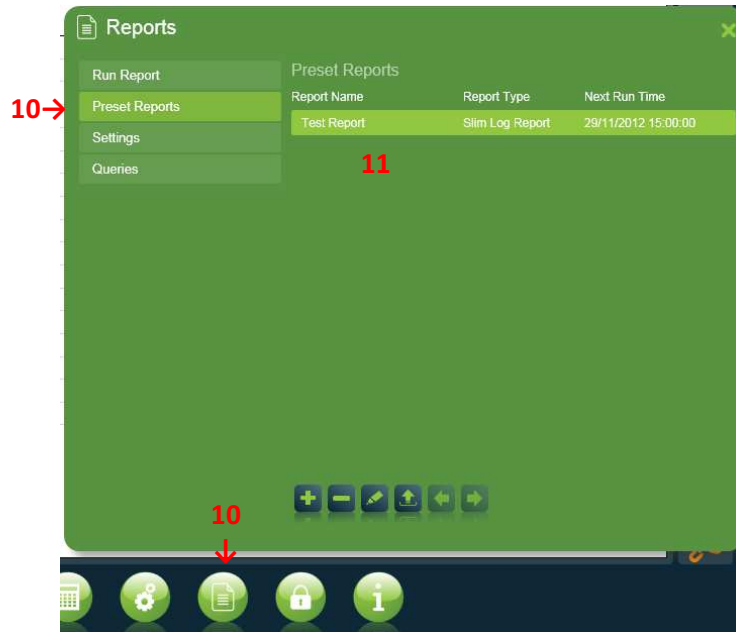 Reports
Run Report
Preset Reports
Settings
Queries
Preset Reports
Report Name Report Type Next Run Time
Test Report Slim Log Report 29/11/2012 15:00:00
10→
11
10
↓